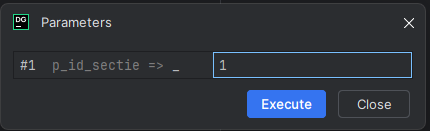 DG
Parameters
#1 p_id_sectie => _ 1
Execute Close